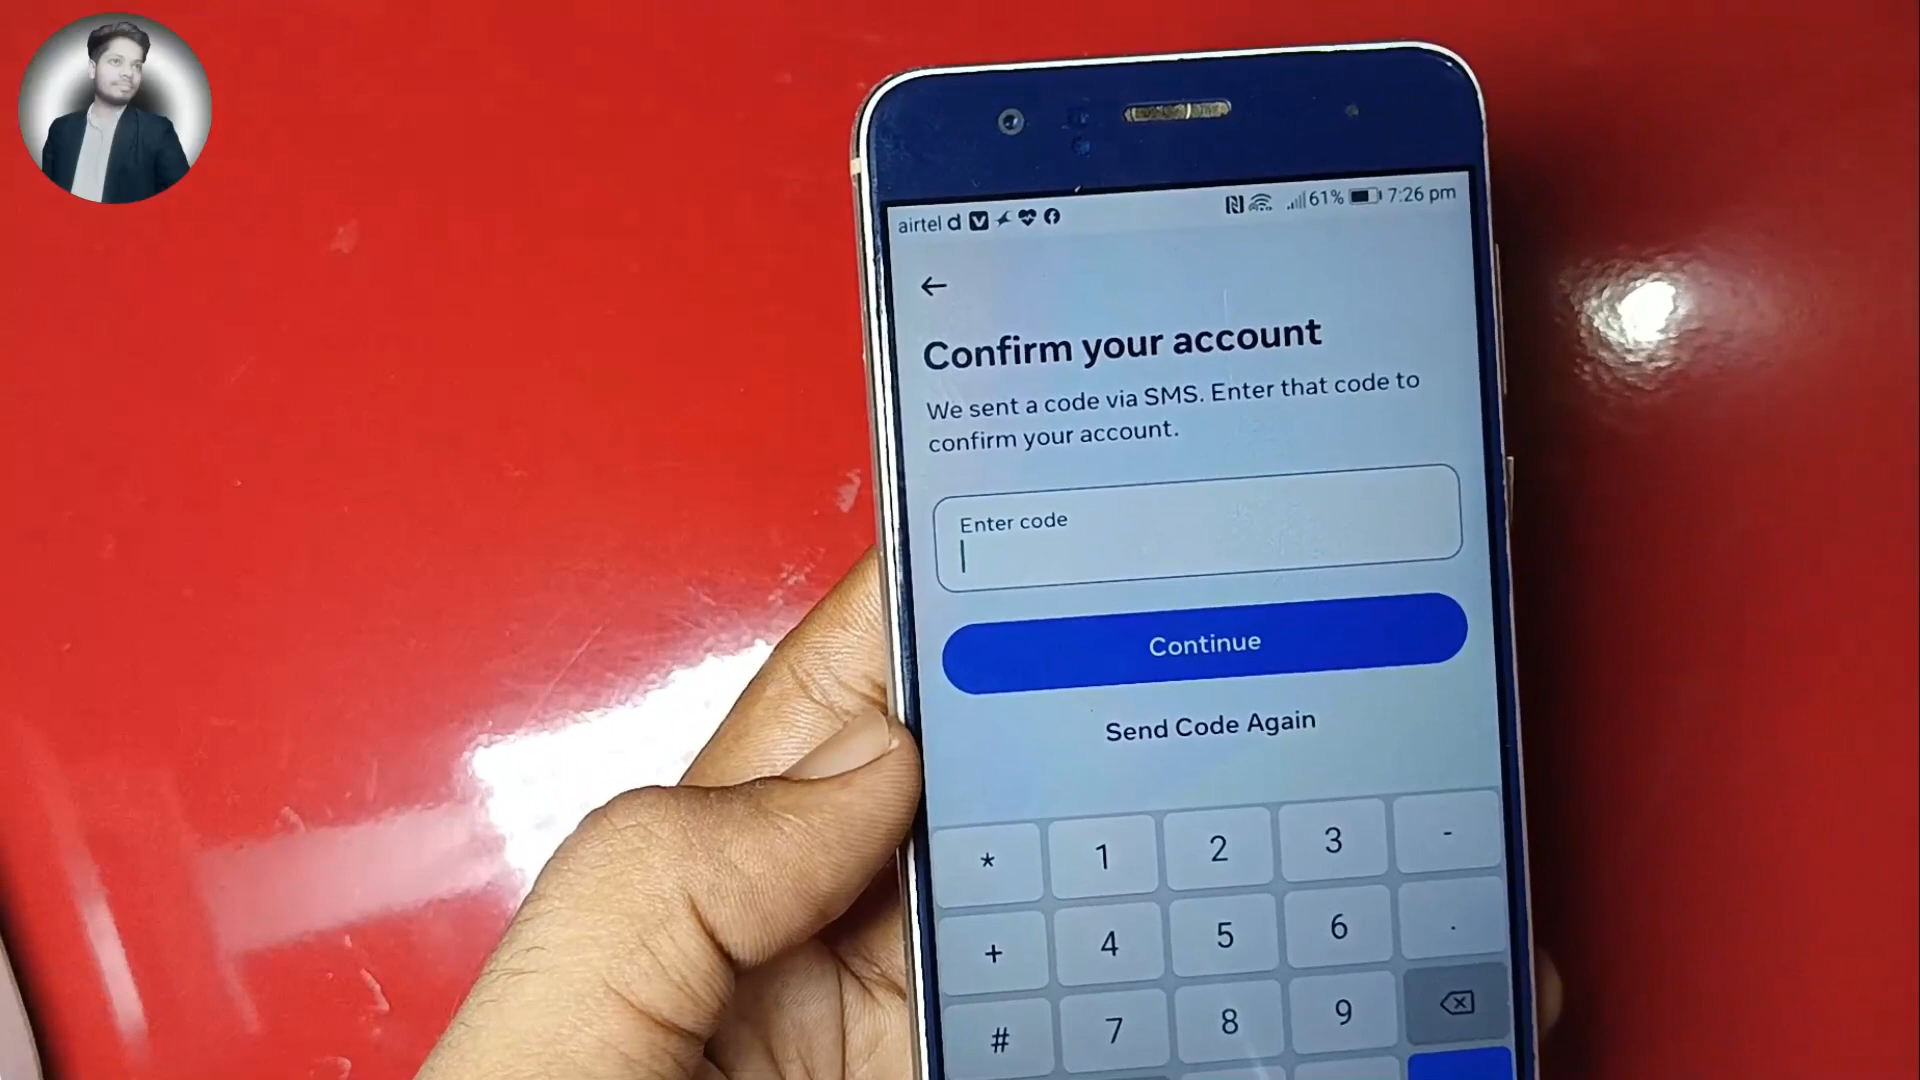 airtel d 61% 7:26 pm
Confirm your account
We sent a code via SMS. Enter that code to
confirm your account.
Enter code
Continue
Send Code Again
* 1 2 3 -
+ 4 5 6 .
# 7 8 9